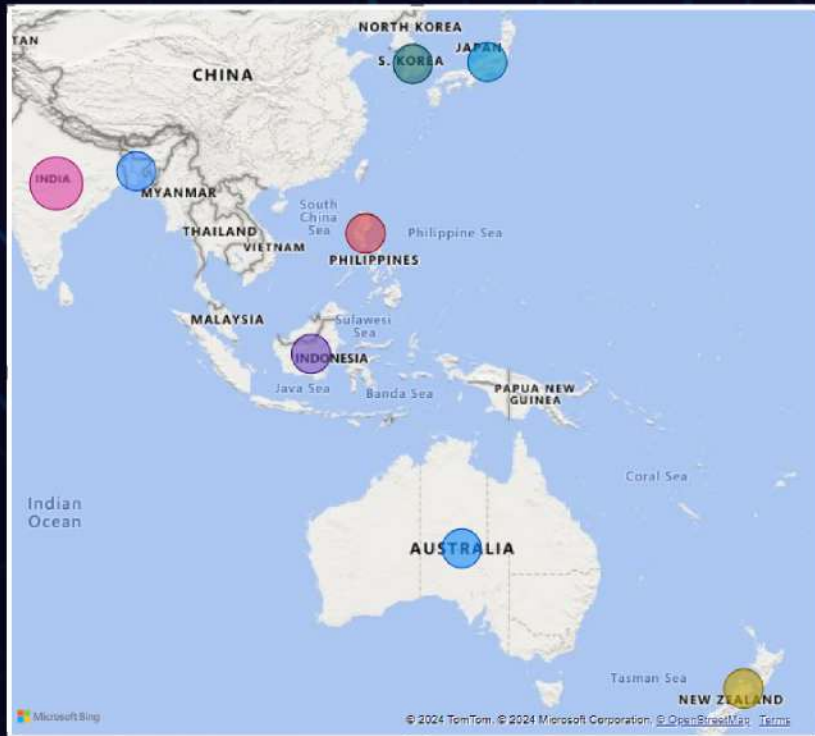 NORTH KOREA
TAN
S. KOREA
JAPAN
CHINA
INDIA
MYANMAR
South
China
Sea
THAILAND
VIETNAM
Philippine Sea
PHILIPPINES
MALAYSIA
Sulawesi
Sea
INDONESIA
Java Sea
Banda Sea
PAPUA NEW
GUINEA
Coral Sea
Indian
Ocean
AUSTRALIA
Tasman Sea
NEW ZEALAND
Microsoft Bing
© 2024 TomTom, © 2024 Microsoft Corporation, © OpenStreetMap Terms